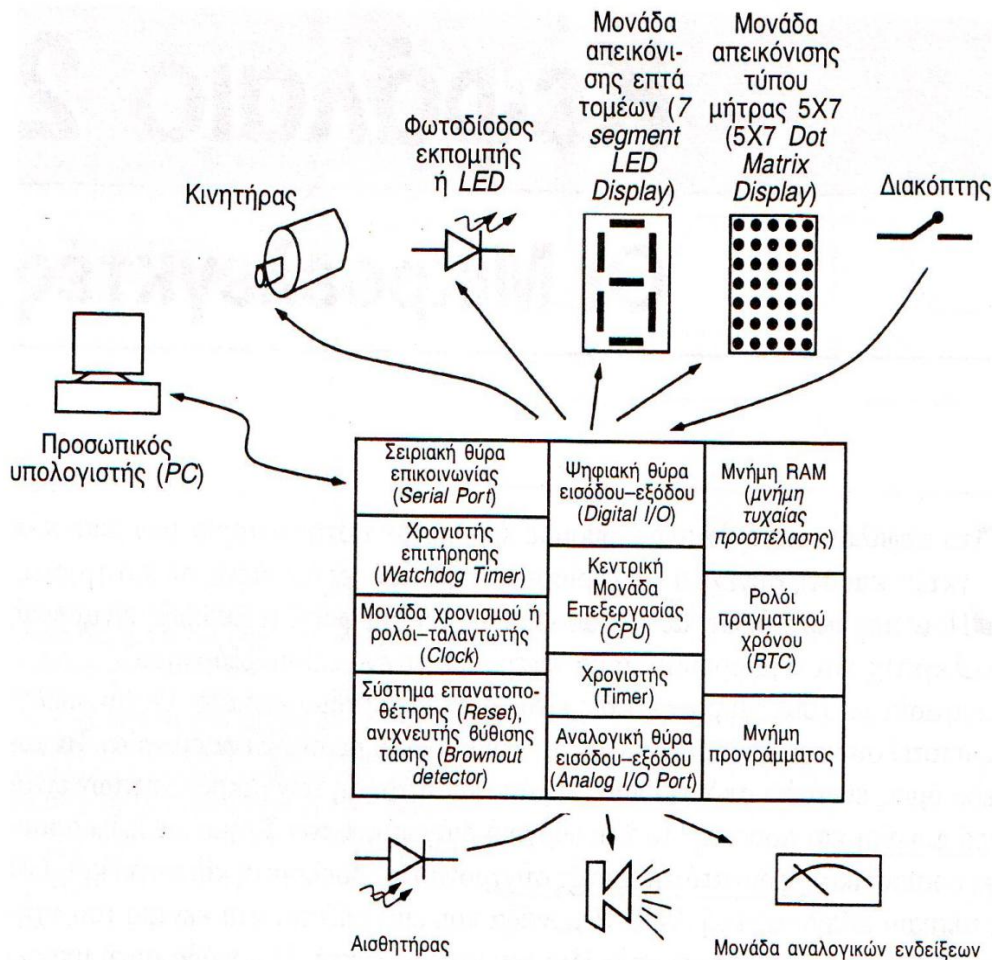 Μονάδα
απεικόνι-
σης επτά
τομέων (7
segment
LED
Display)
Μονάδα
απεικόνισης
τύπου
μήτρας 5X7
(5X7 Dot
Matrix
Display)
Φωτοδίοδος
εκπομπής
ή LED
Κινητήρας
Διακόπτης
Προσωπικός
υπολογιστής (PC)
Σειριακή θύρα
επικοινωνίας
(Serial Port)
Χρονιστής
επιτήρησης
(Watchdog Timer)
Μονάδα χρονισμού ή
ρολόι–ταλαντωτής
(Clock)
Σύστημα επανατοπο-
θέτησης (Reset),
ανιχνευτής βύθισης
τάσης (Brownout
detector)
Ψηφιακή θύρα
εισόδου–εξόδου
(Digital I/O)
Κεντρική
Μονάδα
Επεξεργασίας
(CPU)
Χρονιστής
(Timer)
Αναλογική θύρα
εισόδου–εξόδου
(Analog I/O Port)
Μνήμη RAM
(μνήμη
τυχαίας
προσπέλασης)
Ρολόι
πραγματικού
χρόνου
(RTC)
Μνήμη
προγράμματος
Αισθητήρας
Μονάδα αναλογικών ενδείξεων